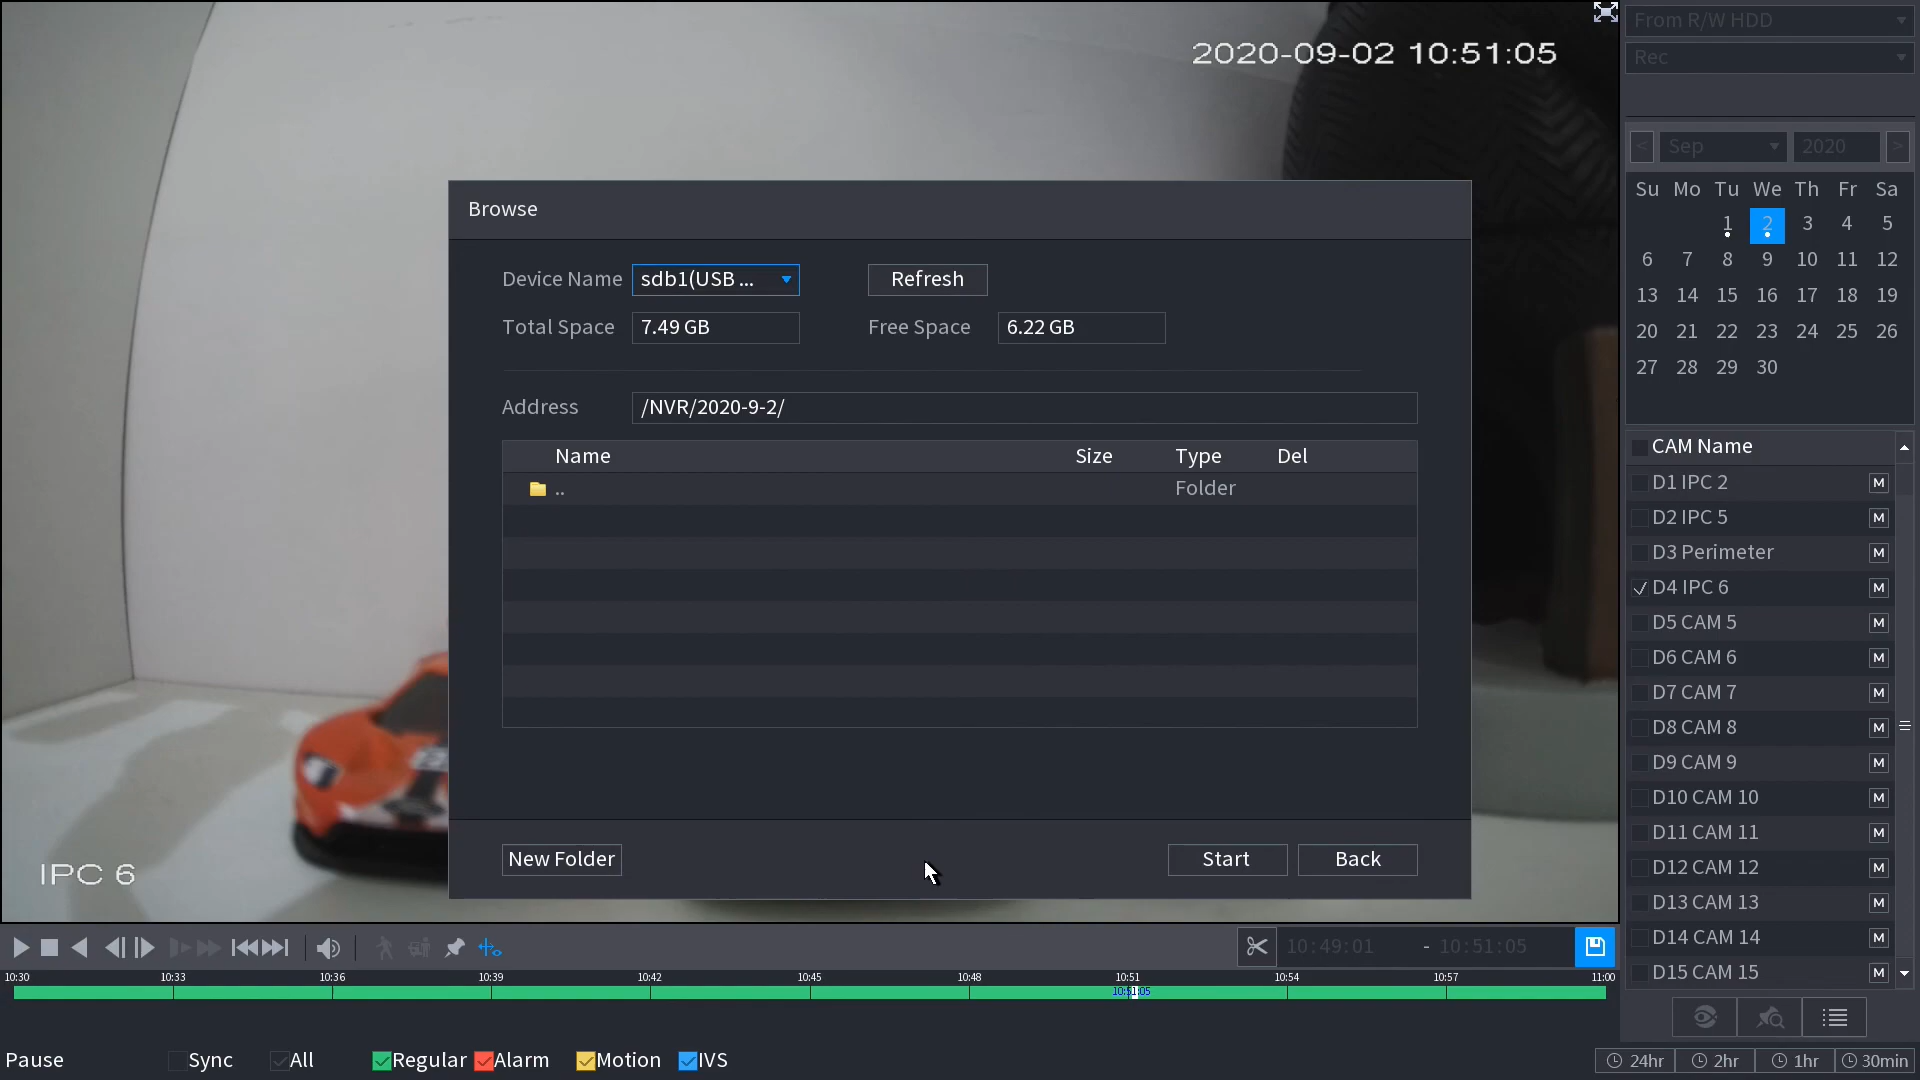 2020-09-02 10:51:05
From R/W HDD
Rec
< Sep 2020 >
Su Mo Tu We Th Fr Sa
1 2 3 4 5
6 7 8 9 10 11 12
13 14 15 16 17 18 19
20 21 22 23 24 25 26
27 28 29 30
Browse
Device Name sdb1(USB ... Refresh
Total Space 7.49 GB Free Space 6.22 GB
Address /NVR/2020-9-2/
Name Size Type Del
.. Folder
New Folder Start Back
CAM Name
D1 IPC 2 M
D2 IPC 5 M
D3 Perimeter M
D4 IPC 6 M
D5 CAM 5 M
D6 CAM 6 M
D7 CAM 7 M
D8 CAM 8 M
D9 CAM 9 M
D10 CAM 10 M
D11 CAM 11 M
D12 CAM 12 M
D13 CAM 13 M
D14 CAM 14 M
D15 CAM 15 M
IPC 6
10:49:01 - 10:51:05
10:30 10:33 10:36 10:39 10:42 10:45 10:48 10:51 10:54 10:57 11:00
10:51:05
Pause Sync All Regular Alarm Motion IVS
24hr 2hr 1hr 30min